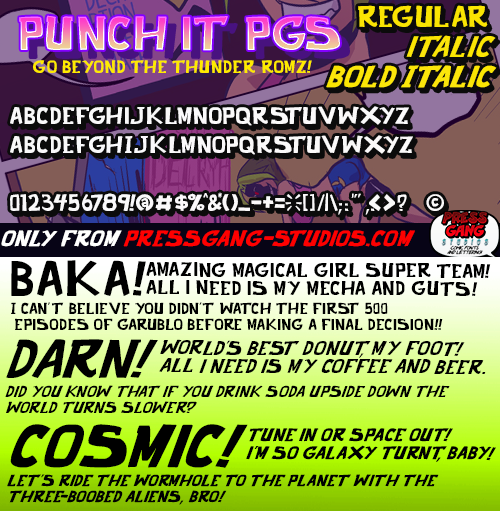 PUNCH IT PGS
GO BEYOND THE THUNDER ROMZ!
REGULAR
ITALIC
BOLD ITALIC
ABCDEFGHIJKLMNOPQRSTUVWXYZ
ABCDEFGHIJKLMNOPQRSTUVWXYZ
0123456789!@#$%^&()_-+=※[]/|\;:"',<>? ©
ONLY FROM PRESSGANG-STUDIOS.COM
PRESS
GANG
STUDIOS
COMIC FONTS
AND LETTERING
BAKA! AMAZING MAGICAL GIRL SUPER TEAM!
ALL I NEED IS MY MECHA AND GUTS!
I CAN'T BELIEVE YOU DIDN'T WATCH THE FIRST 500
EPISODES OF GARUBLO BEFORE MAKING A FINAL DECISION!!
DARN! WORLD'S BEST DONUT, MY FOOT!
ALL I NEED IS MY COFFEE AND BEER.
DID YOU KNOW THAT IF YOU DRINK SODA UPSIDE DOWN THE
WORLD TURNS SLOWER?
COSMIC! TUNE IN OR SPACE OUT!
I'M SO GALAXY TURNT, BABY!
LET'S RIDE THE WORMHOLE TO THE PLANET WITH THE
THREE-BOOBED ALIENS, BRO!